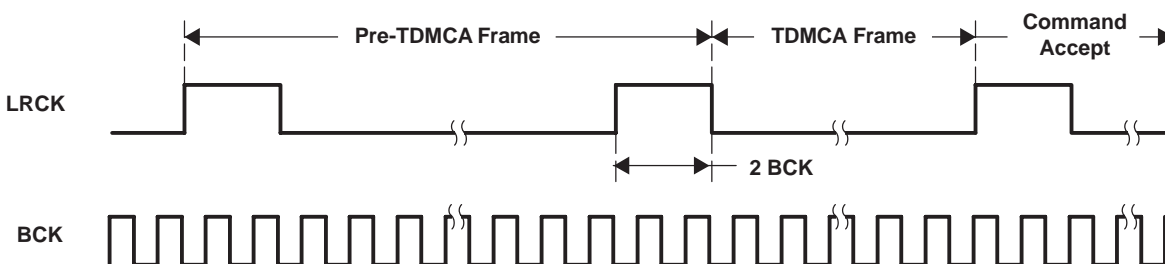 Pre-TDMCA Frame
TDMCA Frame
Command
Accept
LRCK
2 BCK
BCK